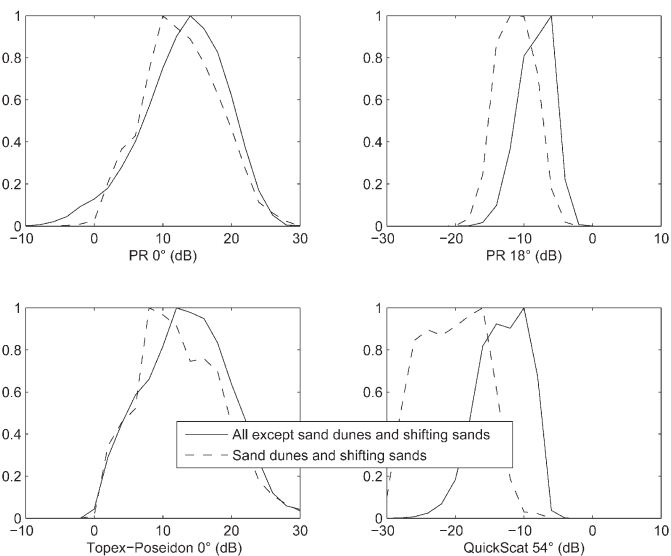 1
0.8
0.6
0.4
0.2
0
−10 0 10 20 30
PR 0° (dB)
1
0.8
0.6
0.4
0.2
0
−30 −20 −10 0 10
PR 18° (dB)
1
0.8
0.6
0.4
0.2
0
−10 0 10 20 30
Topex−Poseidon 0° (dB)
1
0.8
0.6
0.4
0.2
0
−30 −20 −10 0 10
QuickScat 54° (dB)
All except sand dunes and shifting sands
Sand dunes and shifting sands